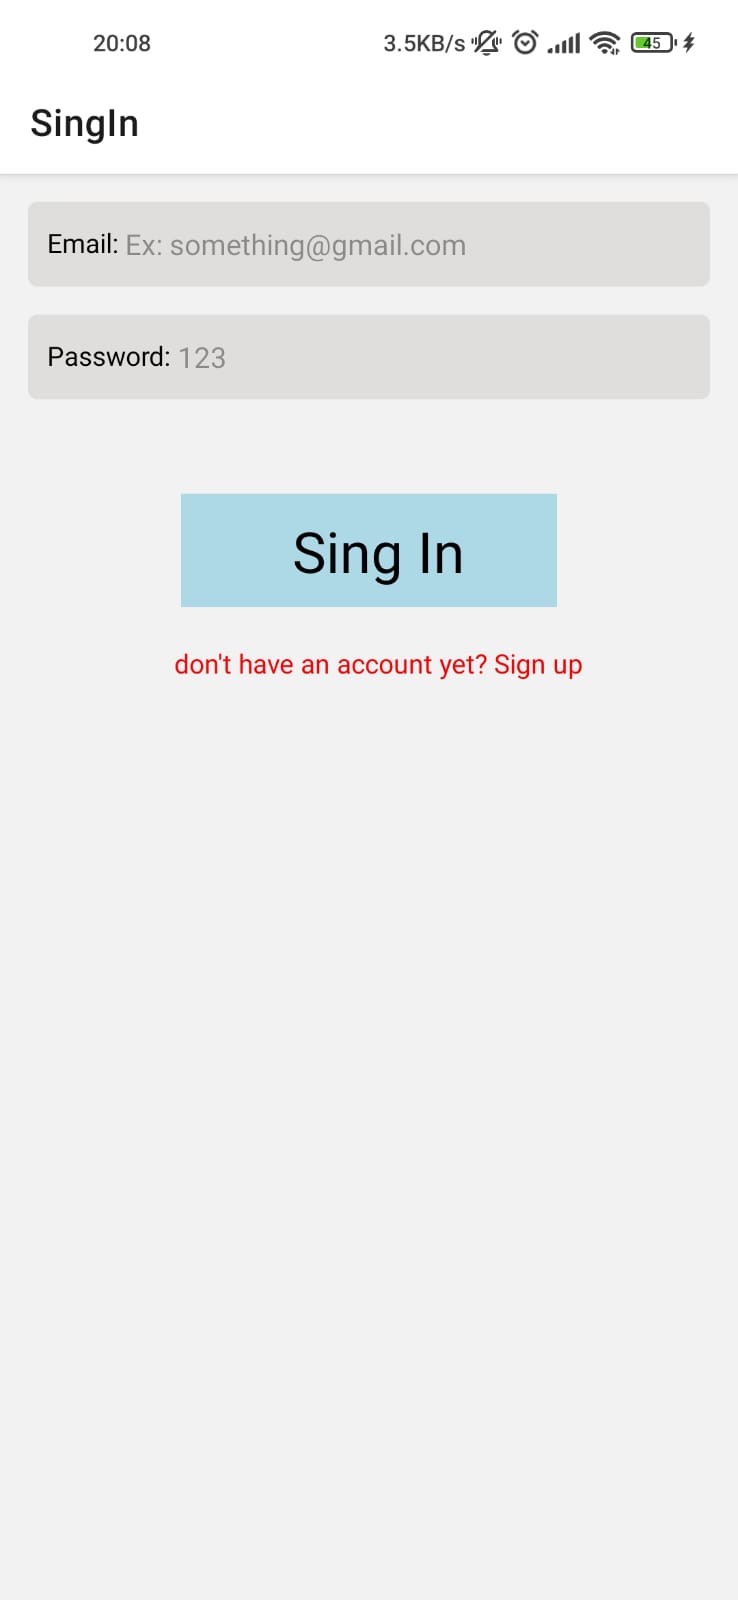 20:08 3.5KB/s 45
SingIn
Email: Ex: something@gmail.com
Password: 123
Sing In
don't have an account yet? Sign up